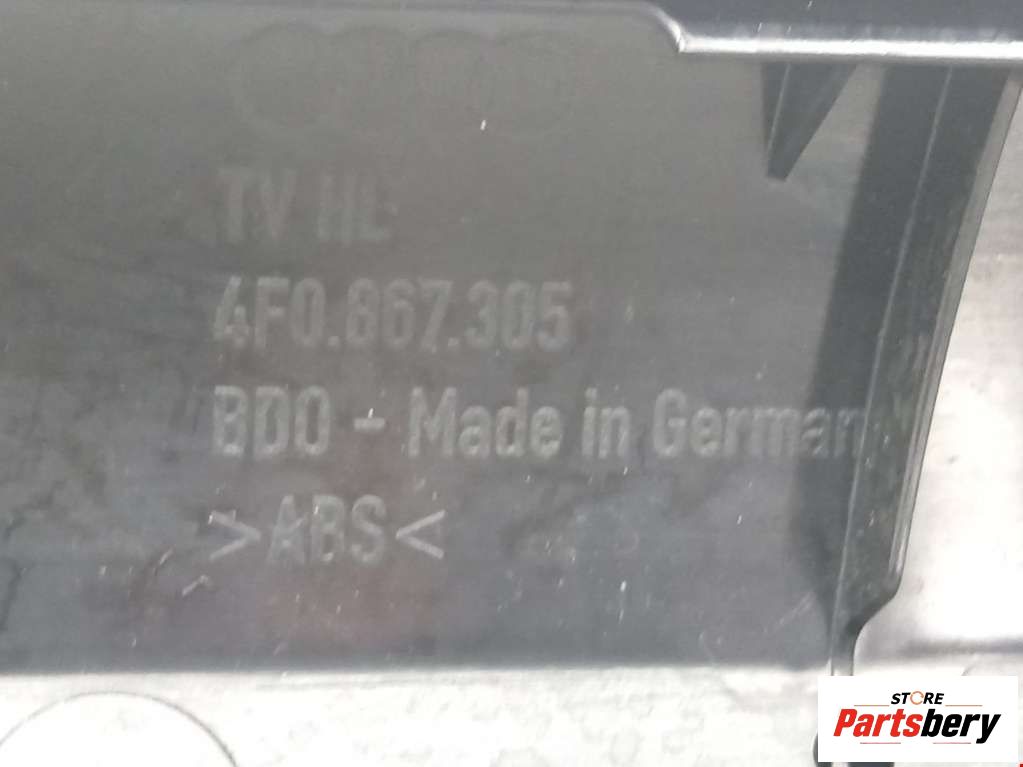 TV HL
4F0.867.305
BDO - Made in German
>ABS<
STORE
Partsbery